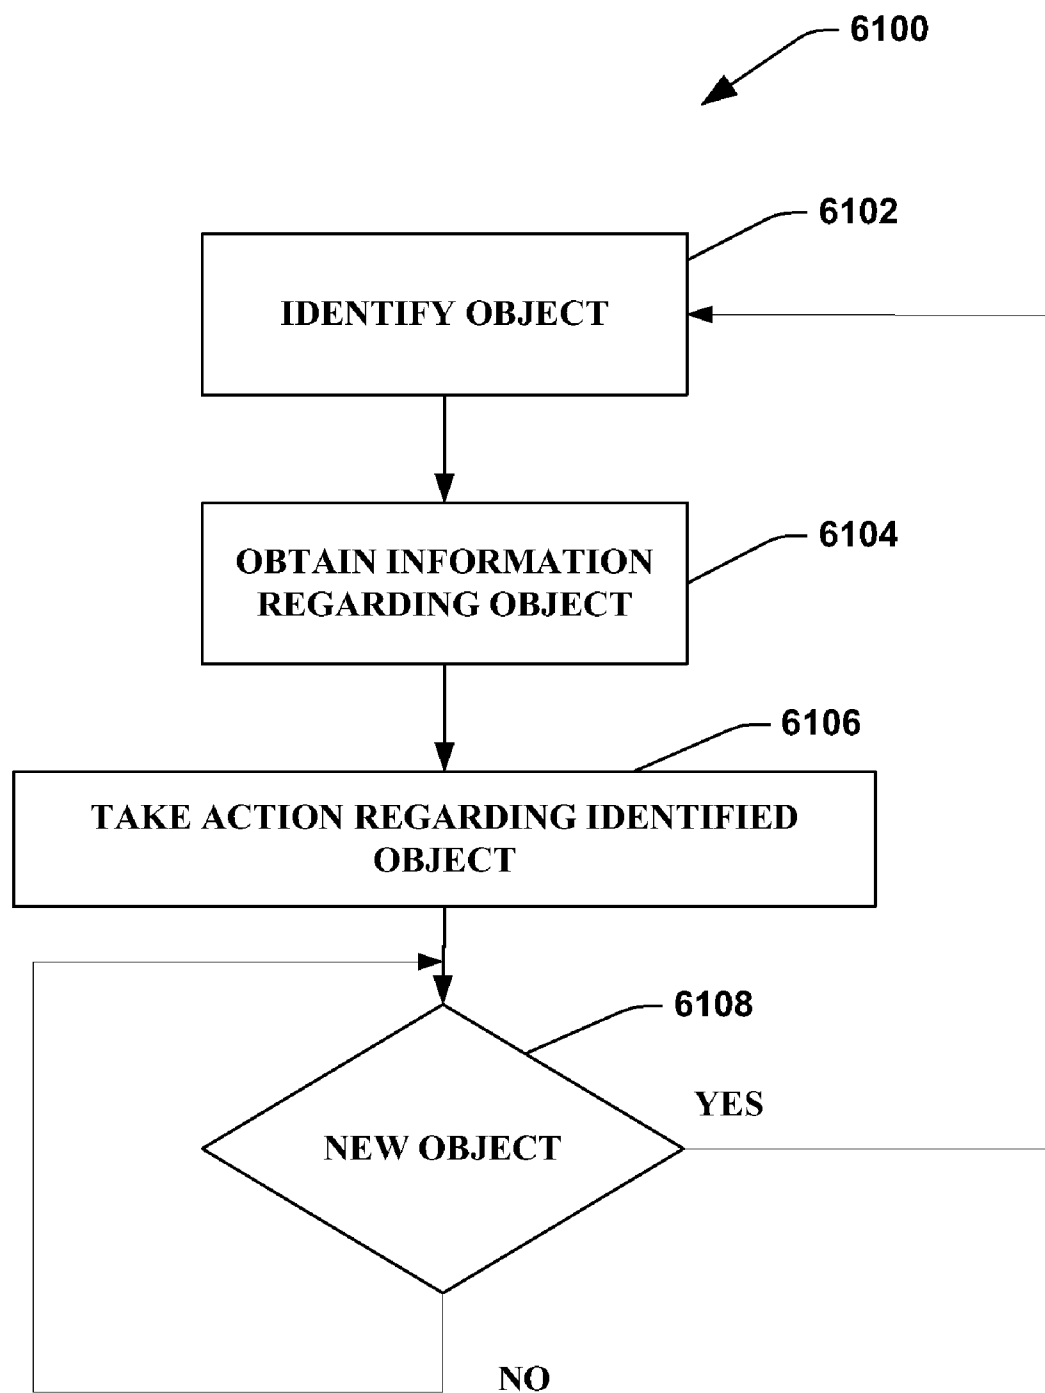 6100
6102
IDENTIFY OBJECT
6104
OBTAIN INFORMATION
REGARDING OBJECT
6106
TAKE ACTION REGARDING IDENTIFIED
OBJECT
6108
YES
NEW OBJECT
NO